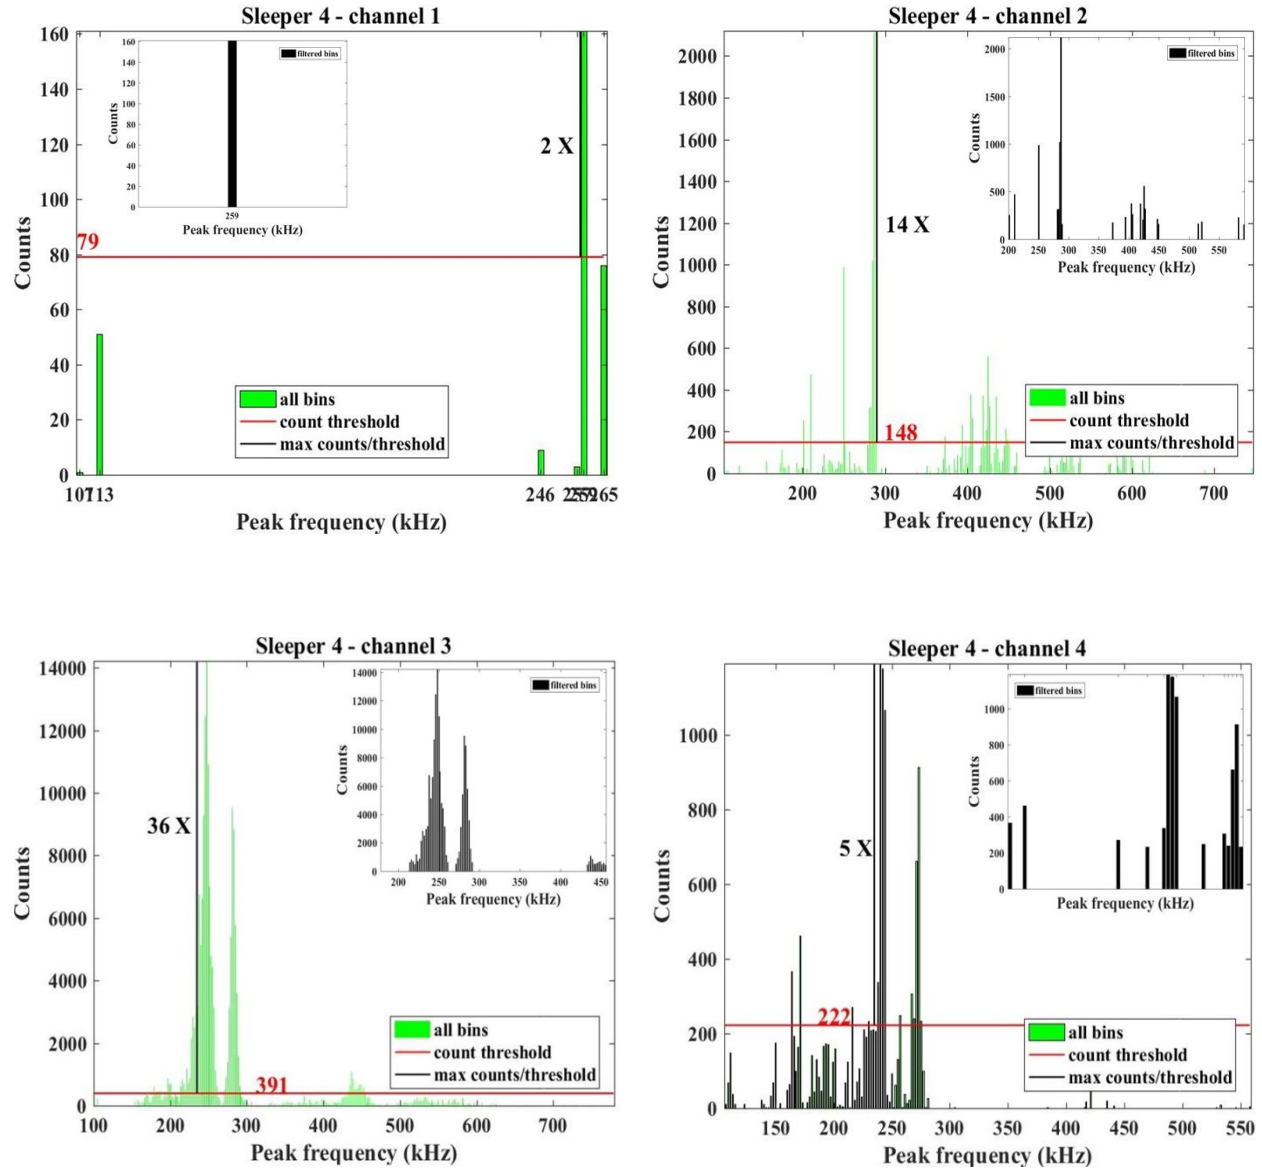 Sleeper 4 - channel 1
160
140
120
100
80
60
40
20
0
Counts
160
140
120
100
80
60
40
20
0
Counts
filtered bins
259
Peak frequency (kHz)
2 X
79
all bins
count threshold
max counts/threshold
107 113 246 259 265
Peak frequency (kHz)
Sleeper 4 - channel 2
2000
1800
1600
1400
1200
1000
800
600
400
200
0
Counts
2000
1500
1000
500
0
Counts
filtered bins
200 250 300 350 400 450 500 550
Peak frequency (kHz)
14 X
148
all bins
count threshold
max counts/threshold
200 300 400 500 600 700
Peak frequency (kHz)
Sleeper 4 - channel 3
14000
12000
10000
8000
6000
4000
2000
0
Counts
14000
12000
10000
8000
6000
4000
2000
0
Counts
filtered bins
200 250 300 350 400 450
Peak frequency (kHz)
36 X
391
all bins
count threshold
max counts/threshold
100 200 300 400 500 600 700
Peak frequency (kHz)
Sleeper 4 - channel 4
1000
800
600
400
200
0
Counts
1000
800
600
400
200
0
Counts
filtered bins
Peak frequency (kHz)
5 X
222
all bins
count threshold
max counts/threshold
150 200 250 300 350 400 450 500 550
Peak frequency (kHz)